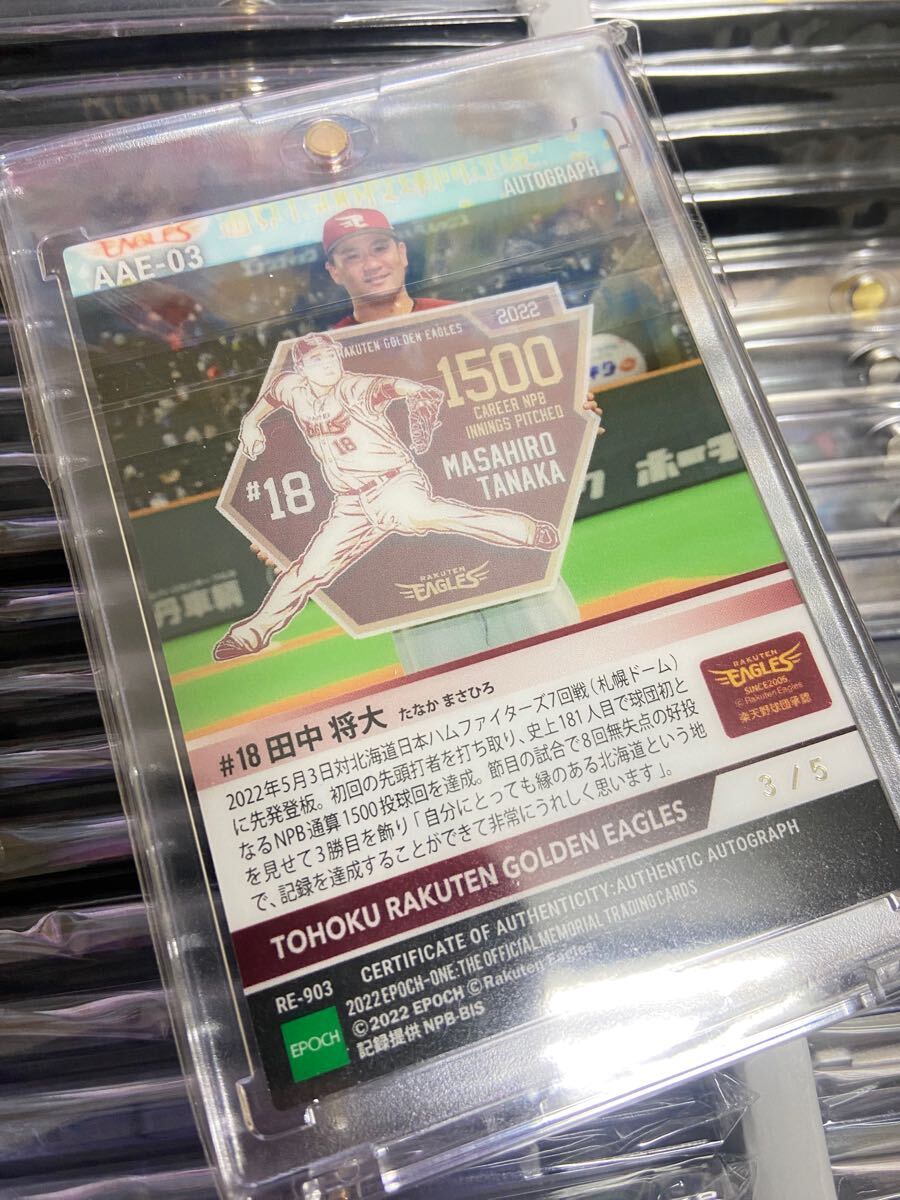 EAGLES
AAE-03
AUTOGRAPH
RAKUTEN GOLDEN EAGLES
2022
1500
CAREER NPB
INNINGS PITCHED
MASAHIRO
TANAKA
#18
EAGLES
18
RAKUTEN
EAGLES
#18 田中 将大 たなか まさひろ
2022年5月3日対北海道日本ハムファイターズ7回戦(札幌ドーム)
に先発登板。初回の先頭打者を打ち取り、史上181人目で球団初と
なるNPB通算1500投球回を達成。節目の試合で8回無失点の好投
を見せて3勝目を飾り「自分にとっても縁のある北海道という地
で、記録を達成することができて非常にうれしく思います」。
RAKUTEN
EAGLES
SINCE2005
© Rakuten Eagles
楽天野球団承認
3/5
TOHOKU RAKUTEN GOLDEN EAGLES
CERTIFICATE OF AUTHENTICITY:AUTHENTIC AUTOGRAPH
RE-903
2022 EPOCH-ONE:THE OFFICIAL MEMORIAL TRADING CARDS
©2022 EPOCH ©Rakuten Eagles
記録提供 NPB-BIS
EPOCH